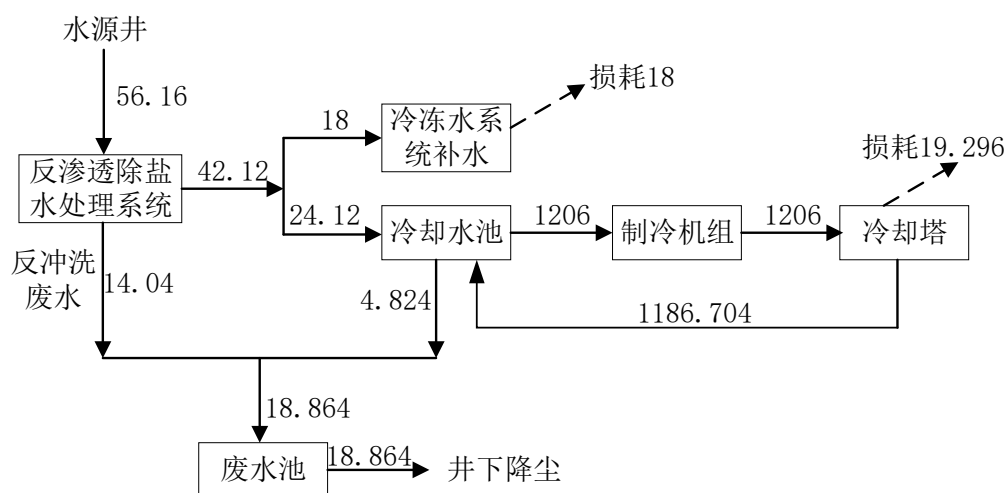 水源井
56.16
损耗18
18
冷冻水系
统补水
损耗19.296
反渗透除盐
水处理系统
42.12
24.12
冷却水池
1206
制冷机组
1206
冷却塔
反冲洗
废水
14.04
4.824
1186.704
18.864
废水池
18.864
井下降尘